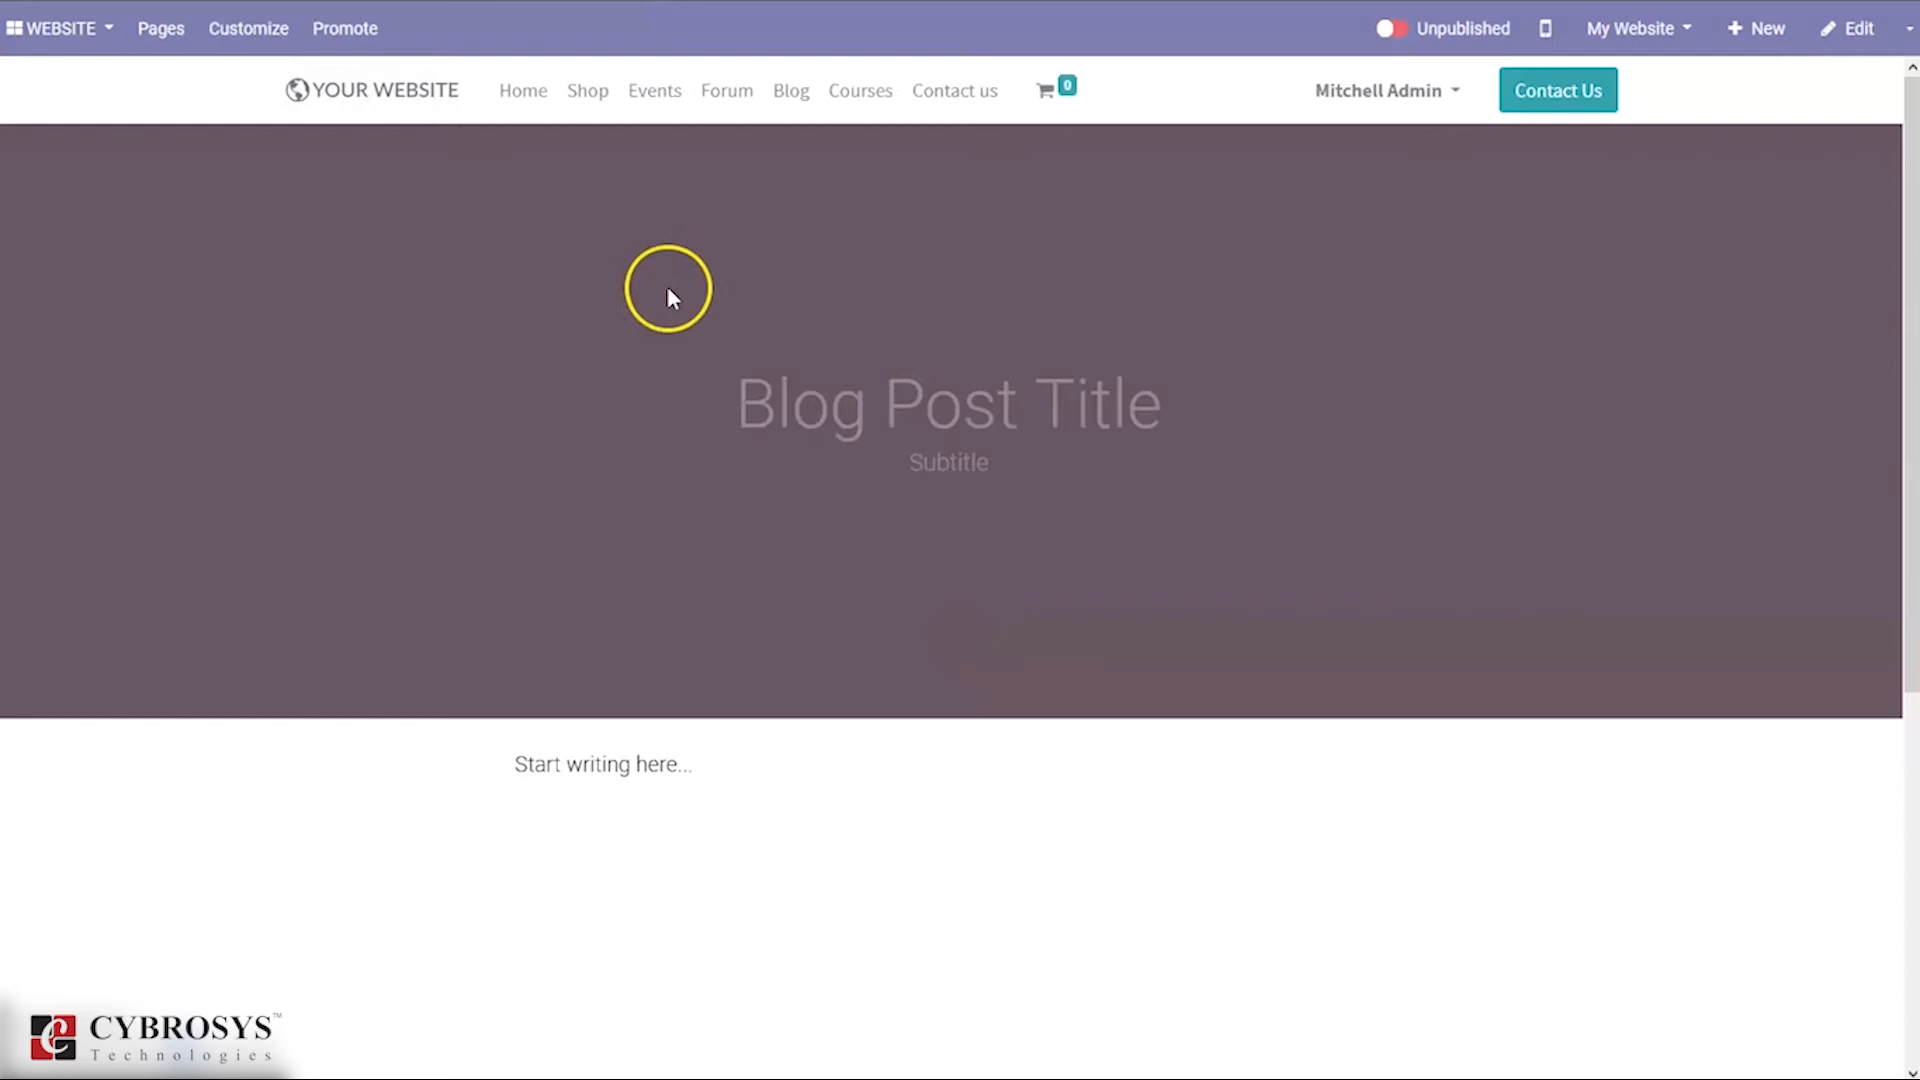 WEBSITE Pages Customize Promote Unpublished My Website New Edit
YOUR WEBSITE Home Shop Events Forum Blog Courses Contact us 0 Mitchell Admin Contact Us
Blog Post Title
Subtitle
Start writing here...
CYBROSYS™
Technologies